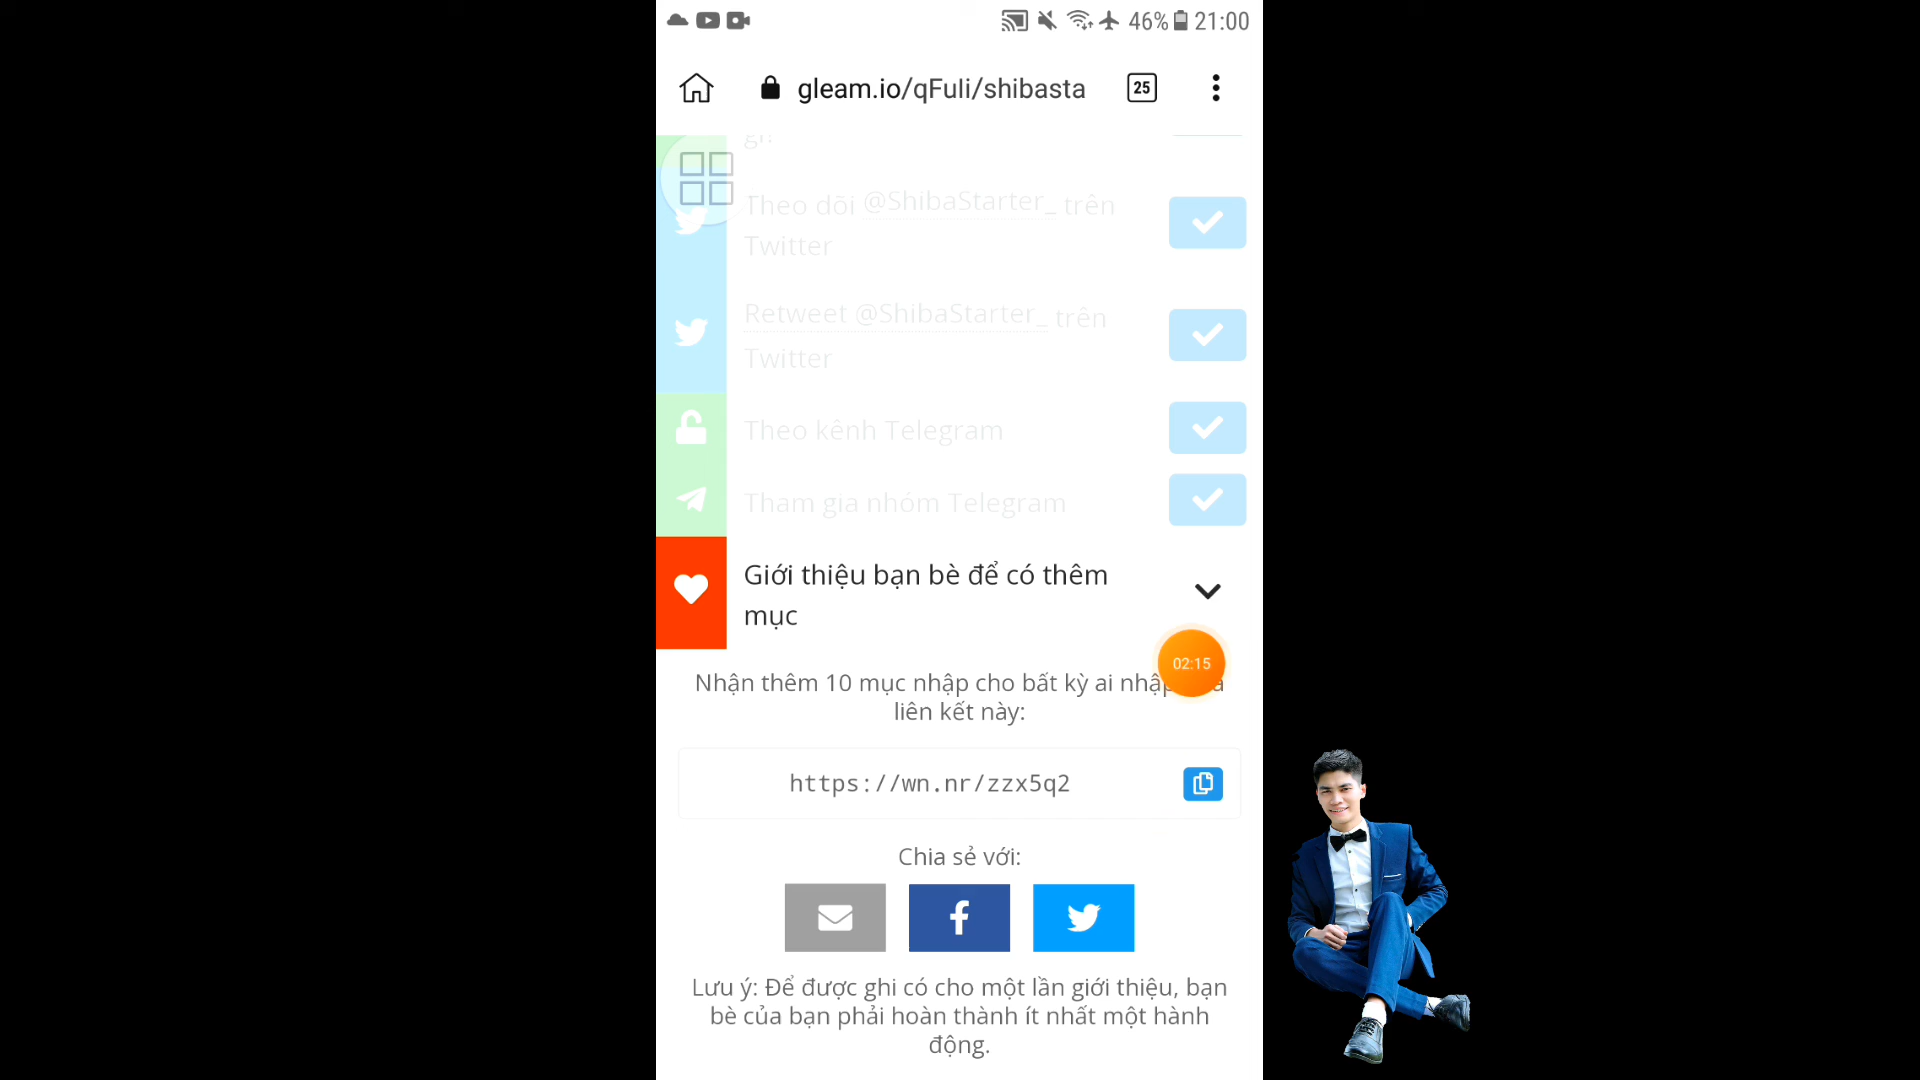 46% 21:00
gleam.io/qFuli/shibasta
25
Theo dõi @ShibaStarter_ trên
Twitter
Retweet @ShibaStarter_ trên
Twitter
Theo kênh Telegram
Tham gia nhóm Telegram
Giới thiệu bạn bè để có thêm
mục
02:15
Nhận thêm 10 mục nhập cho bất kỳ ai nhập
liên kết này:
https://wn.nr/zzx5q2
Chia sẻ với:
Lưu ý: Để được ghi có cho một lần giới thiệu, bạn
bè của bạn phải hoàn thành ít nhất một hành
động.